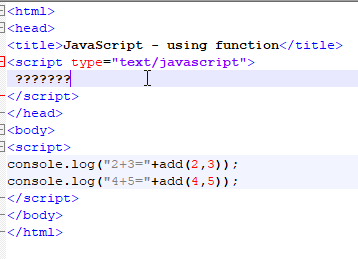 <html>
<head>
<title>JavaScript - using function</title>
<script type="text/javascript">
???????
</script>
</head>
<body>
<script>
console.log("2+3="+add(2,3));
console.log("4+5="+add(4,5));
</script>
</body>
</html>